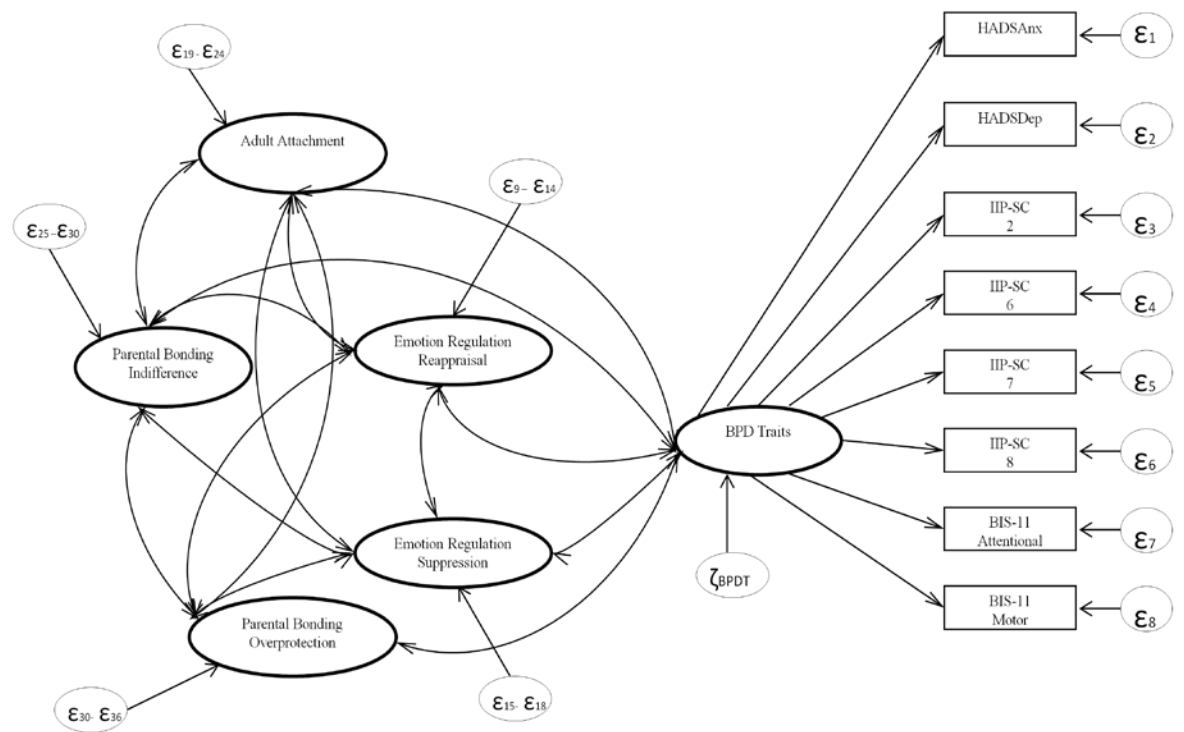 ε19- ε24
Adult Attachment
ε9 – ε14
ε25 –ε30
Parental Bonding
Indifference
Emotion Regulation
Reappraisal
Emotion Regulation
Suppression
Parental Bonding
Overprotection
ε30- ε36
ε15- ε18
BPD Traits
ζBPDT
HADSAnx
ε1
HADSDep
ε2
IIP-SC
2
ε3
IIP-SC
6
ε4
IIP-SC
7
ε5
IIP-SC
8
ε6
BIS-11
Attentional
ε7
BIS-11
Motor
ε8